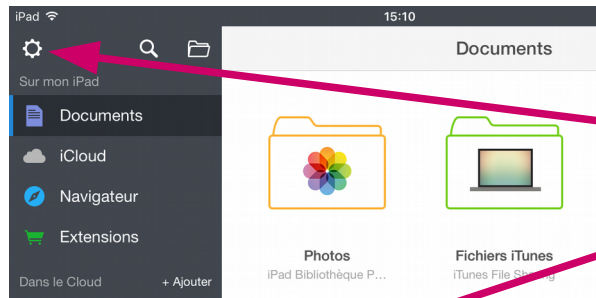 iPad 15:10
Documents
Sur mon iPad
Documents
iCloud
Navigateur
Extensions
Dans le Cloud + Ajouter
Photos
iPad Bibliothèque P...
Fichiers iTunes
iTunes File Sharing